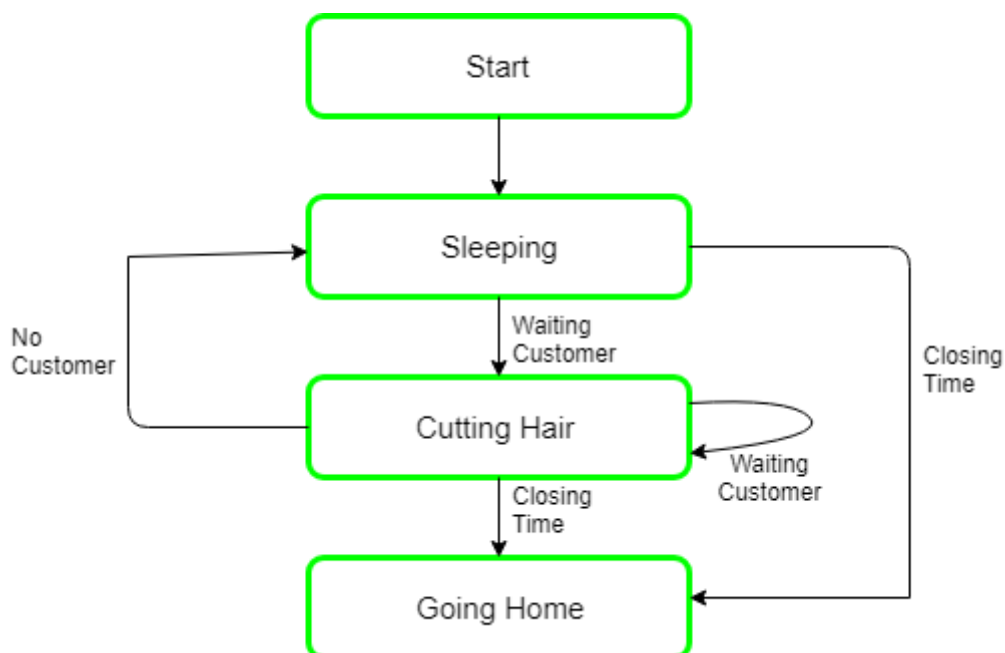 Start
Sleeping
No
Customer
Waiting
Customer
Closing
Time
Cutting Hair
Waiting
Customer
Closing
Time
Going Home